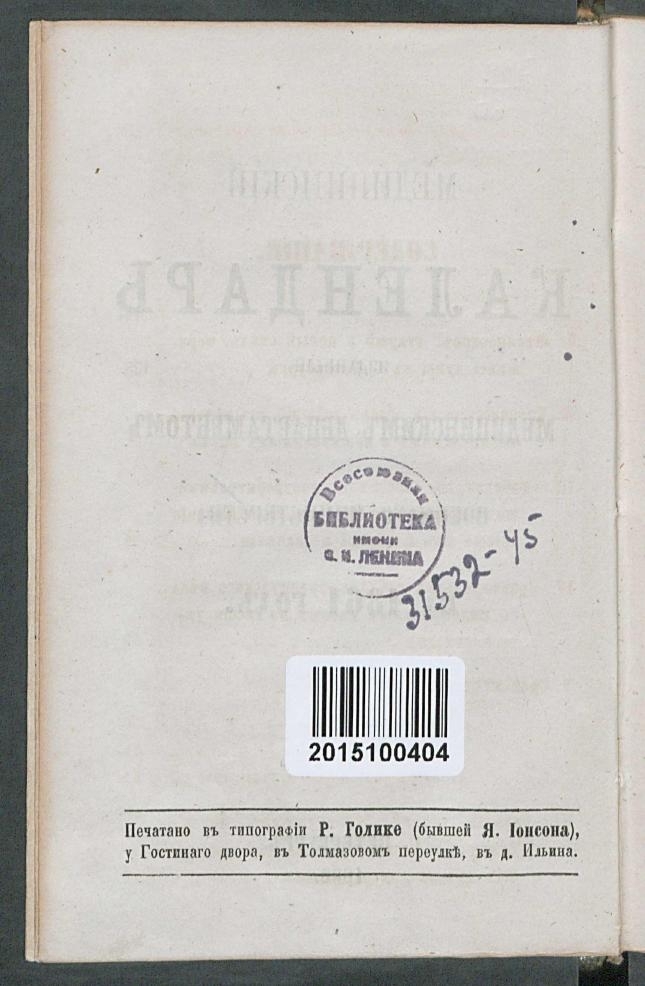 Всесоюзная
БИБЛИОТЕКА
имени
В. И. ЛЕНИНА
31532-45
2015100404
Печатано въ типографіи Р. Голике (бывшей Я. Іонсона),
у Гостинаго двора, въ Толмазовомъ переулкѣ, въ д. Ильина.